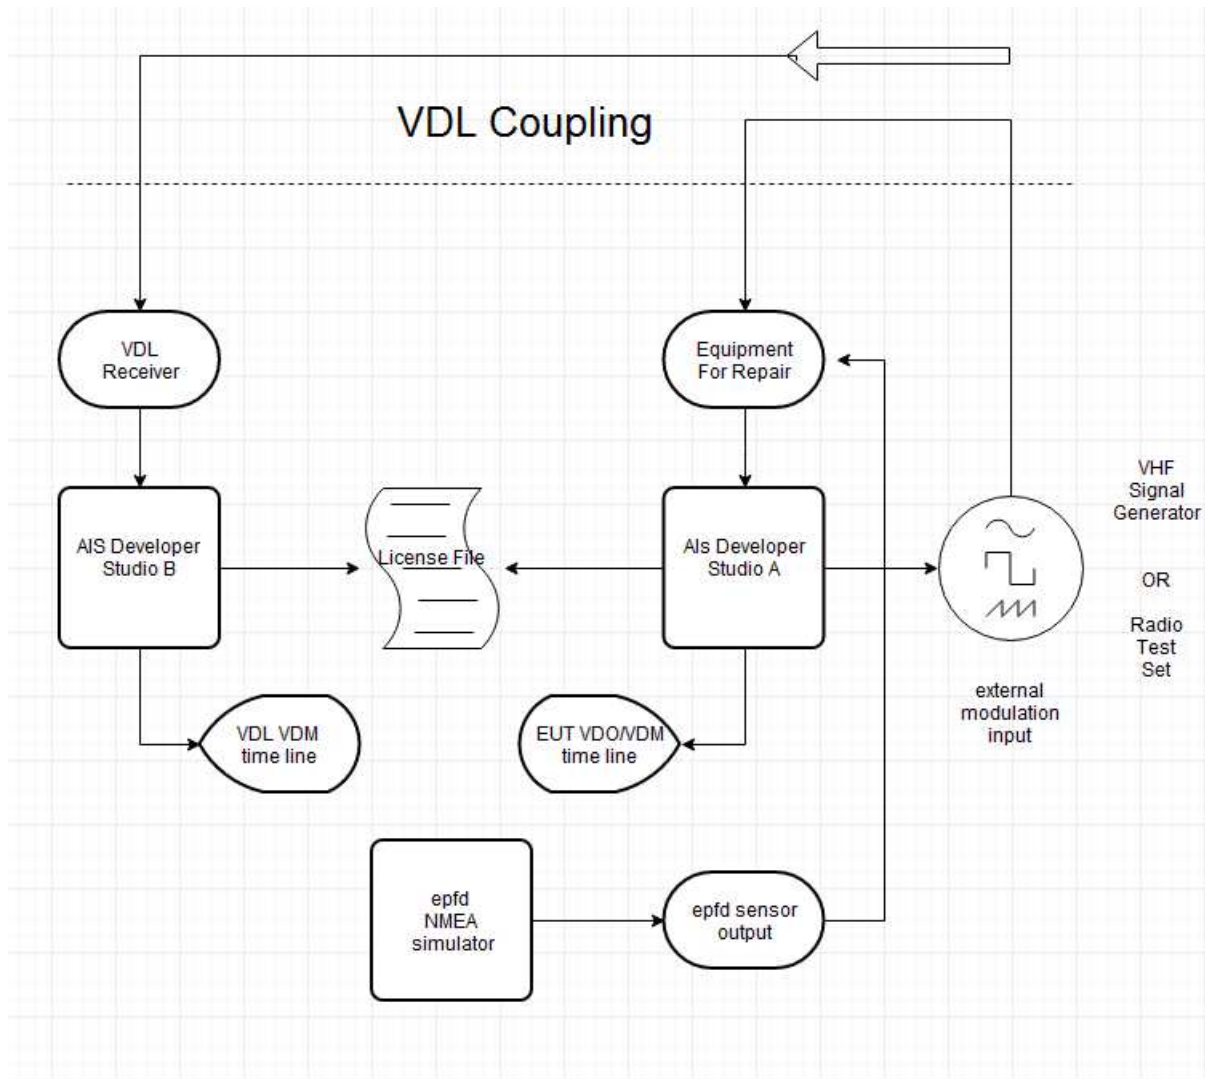 VDL Coupling
VDL
Receiver
Equipment
For Repair
AIS Developer
Studio B
License File
AIs Developer
Studio A
VHF
Signal
Generator
OR
Radio
Test
Set
external
modulation
input
VDL VDM
time line
EUT VDO/VDM
time line
epfd
NMEA
simulator
epfd sensor
output